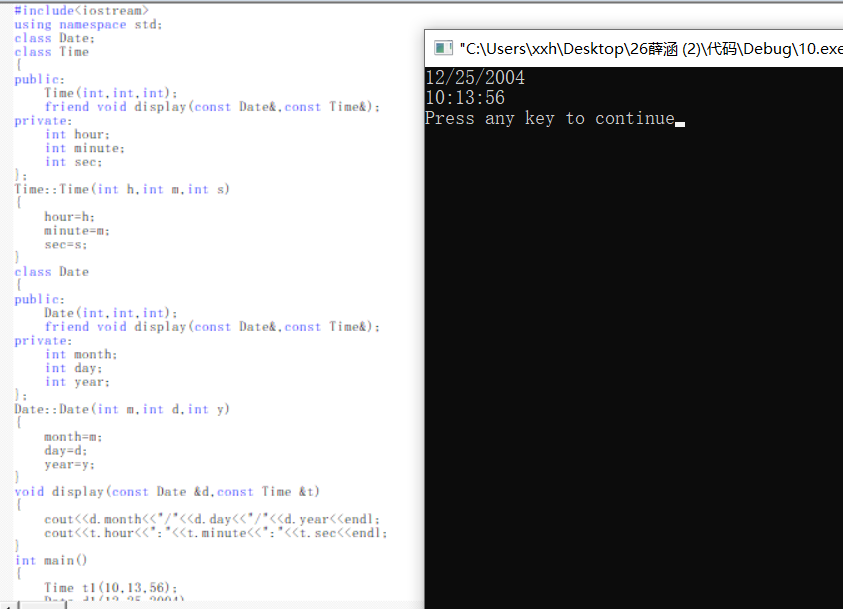 #include<iostream>
using namespace std;
class Date;
class Time
{
public:
    Time(int,int,int);
    friend void display(const Date&,const Time&);
private:
    int hour;
    int minute;
    int sec;
};
Time::Time(int h,int m,int s)
{
    hour=h;
    minute=m;
    sec=s;
}
class Date
{
public:
    Date(int,int,int);
    friend void display(const Date&,const Time&);
private:
    int month;
    int day;
    int year;
};
Date::Date(int m,int d,int y)
{
    month=m;
    day=d;
    year=y;
}
void display(const Date &d,const Time &t)
{
    cout<<d.month<<"/"<<d.day<<"/"<<d.year<<endl;
    cout<<t.hour<<":"<<t.minute<<":"<<t.sec<<endl;
}
int main()
{
    Time t1(10,13,56);
    Date d1(12,25,2004)
"C:\Users\xxh\Desktop\26薛涵 (2)\代码\Debug\10.exe
12/25/2004
10:13:56
Press any key to continue